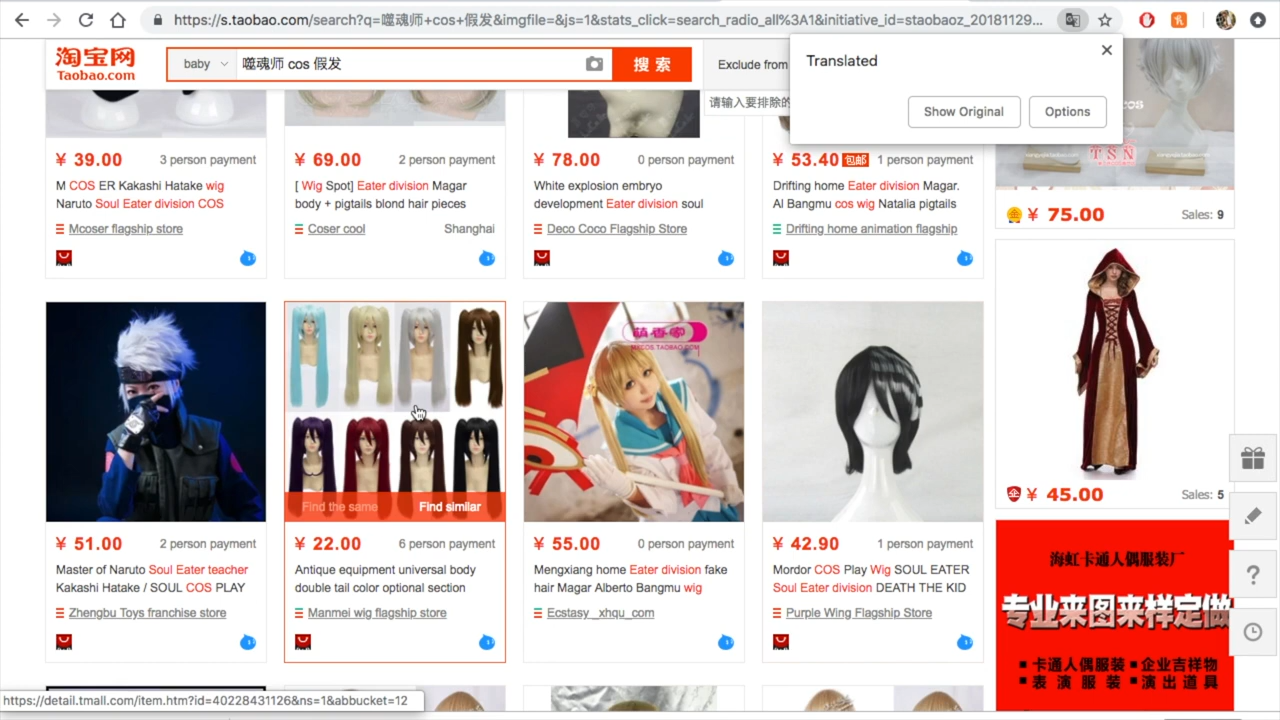 https://s.taobao.com/search?q=噬魂师+cos+假发&imgfile=&js=1&stats_click=search_radio_all%3A1&initiative_id=staobaoz_20181129...
淘宝网
Taobao.com
baby
噬魂师 cos 假发
搜 索
Exclude from
请输入要排除的
Translated
Show Original
Options
¥ 39.00
3 person payment
M COS ER Kakashi Hatake wig
Naruto Soul Eater division COS
Mcoser flagship store
¥ 69.00
2 person payment
[ Wig Spot] Eater division Magar
body + pigtails blond hair pieces
Coser cool
Shanghai
¥ 78.00
0 person payment
White explosion embryo
development Eater division soul
Deco Coco Flagship Store
¥ 53.40 包邮
1 person payment
Drifting home Eater division Magar.
Al Bangmu cos wig Natalia pigtails
Drifting home animation flagship
TSN
¥ 75.00
Sales: 9
¥ 45.00
Sales: 5
萌香家
Find the same
Find similar
¥ 51.00
2 person payment
Master of Naruto Soul Eater teacher
Kakashi Hatake / SOUL COS PLAY
Zhengbu Toys franchise store
¥ 22.00
6 person payment
Antique equipment universal body
double tail color optional section
Manmei wig flagship store
¥ 55.00
0 person payment
Mengxiang home Eater division fake
hair Magar Alberto Bangmu wig
Ecstasy _xhqu_com
¥ 42.90
1 person payment
Mordor COS Play Wig SOUL EATER
Soul Eater division DEATH THE KID
Purple Wing Flagship Store
海虹卡通人偶服装厂
专业来图来样定做
▪ 卡通人偶服装 ▪ 企业吉祥物
▪ 表演服装 ▪ 演出道具
https://detail.tmall.com/item.htm?id=40228431126&ns=1&abbucket=12